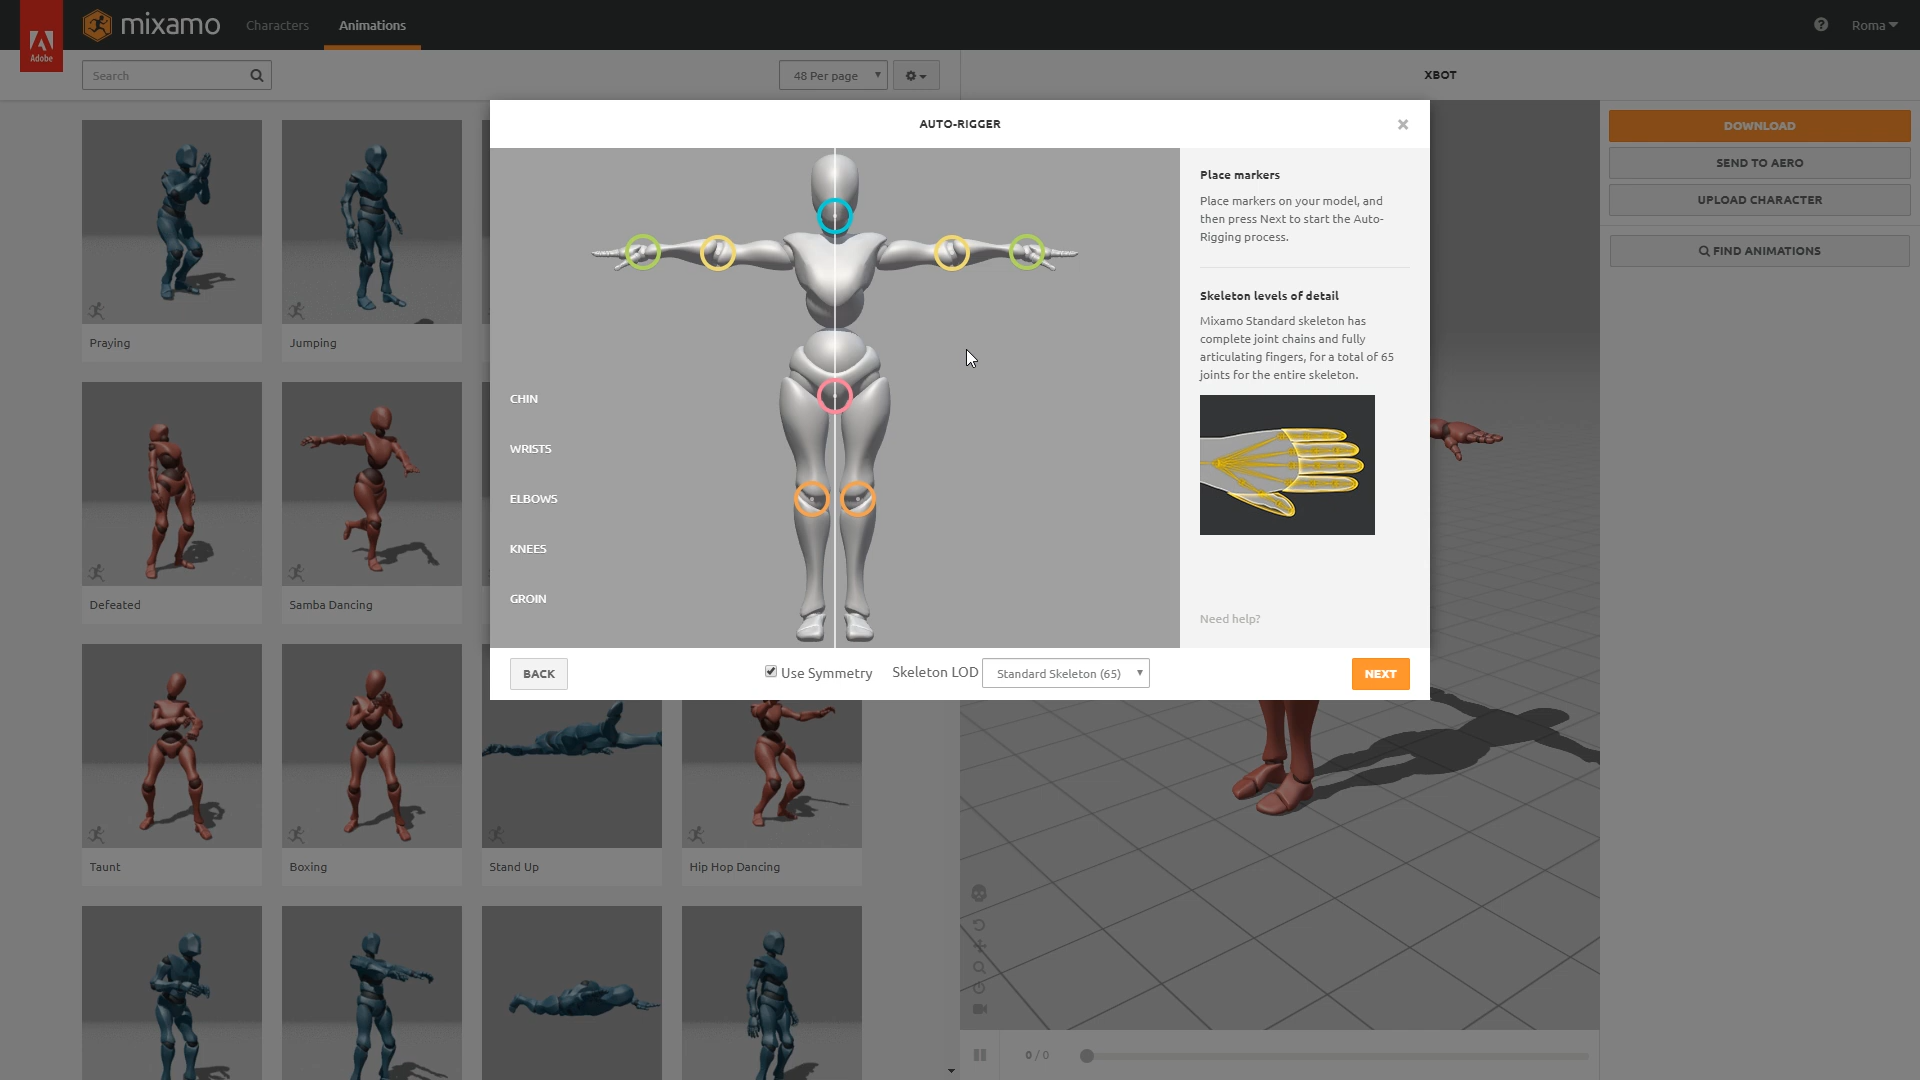 Adobe
mixamo
Characters
Animations
Roma
Search
48 Per page
XBOT
AUTO-RIGGER
DOWNLOAD
SEND TO AERO
UPLOAD CHARACTER
FIND ANIMATIONS
Place markers
Place markers on your model, and
then press Next to start the Auto-
Rigging process.
Skeleton levels of detail
Mixamo Standard skeleton has
complete joint chains and fully
articulating fingers, for a total of 65
joints for the entire skeleton.
Need help?
CHIN
WRISTS
ELBOWS
KNEES
GROIN
BACK
Use Symmetry
Skeleton LOD
Standard Skeleton (65)
NEXT
Praying
Jumping
Defeated
Samba Dancing
Taunt
Boxing
Stand Up
Hip Hop Dancing
0 / 0